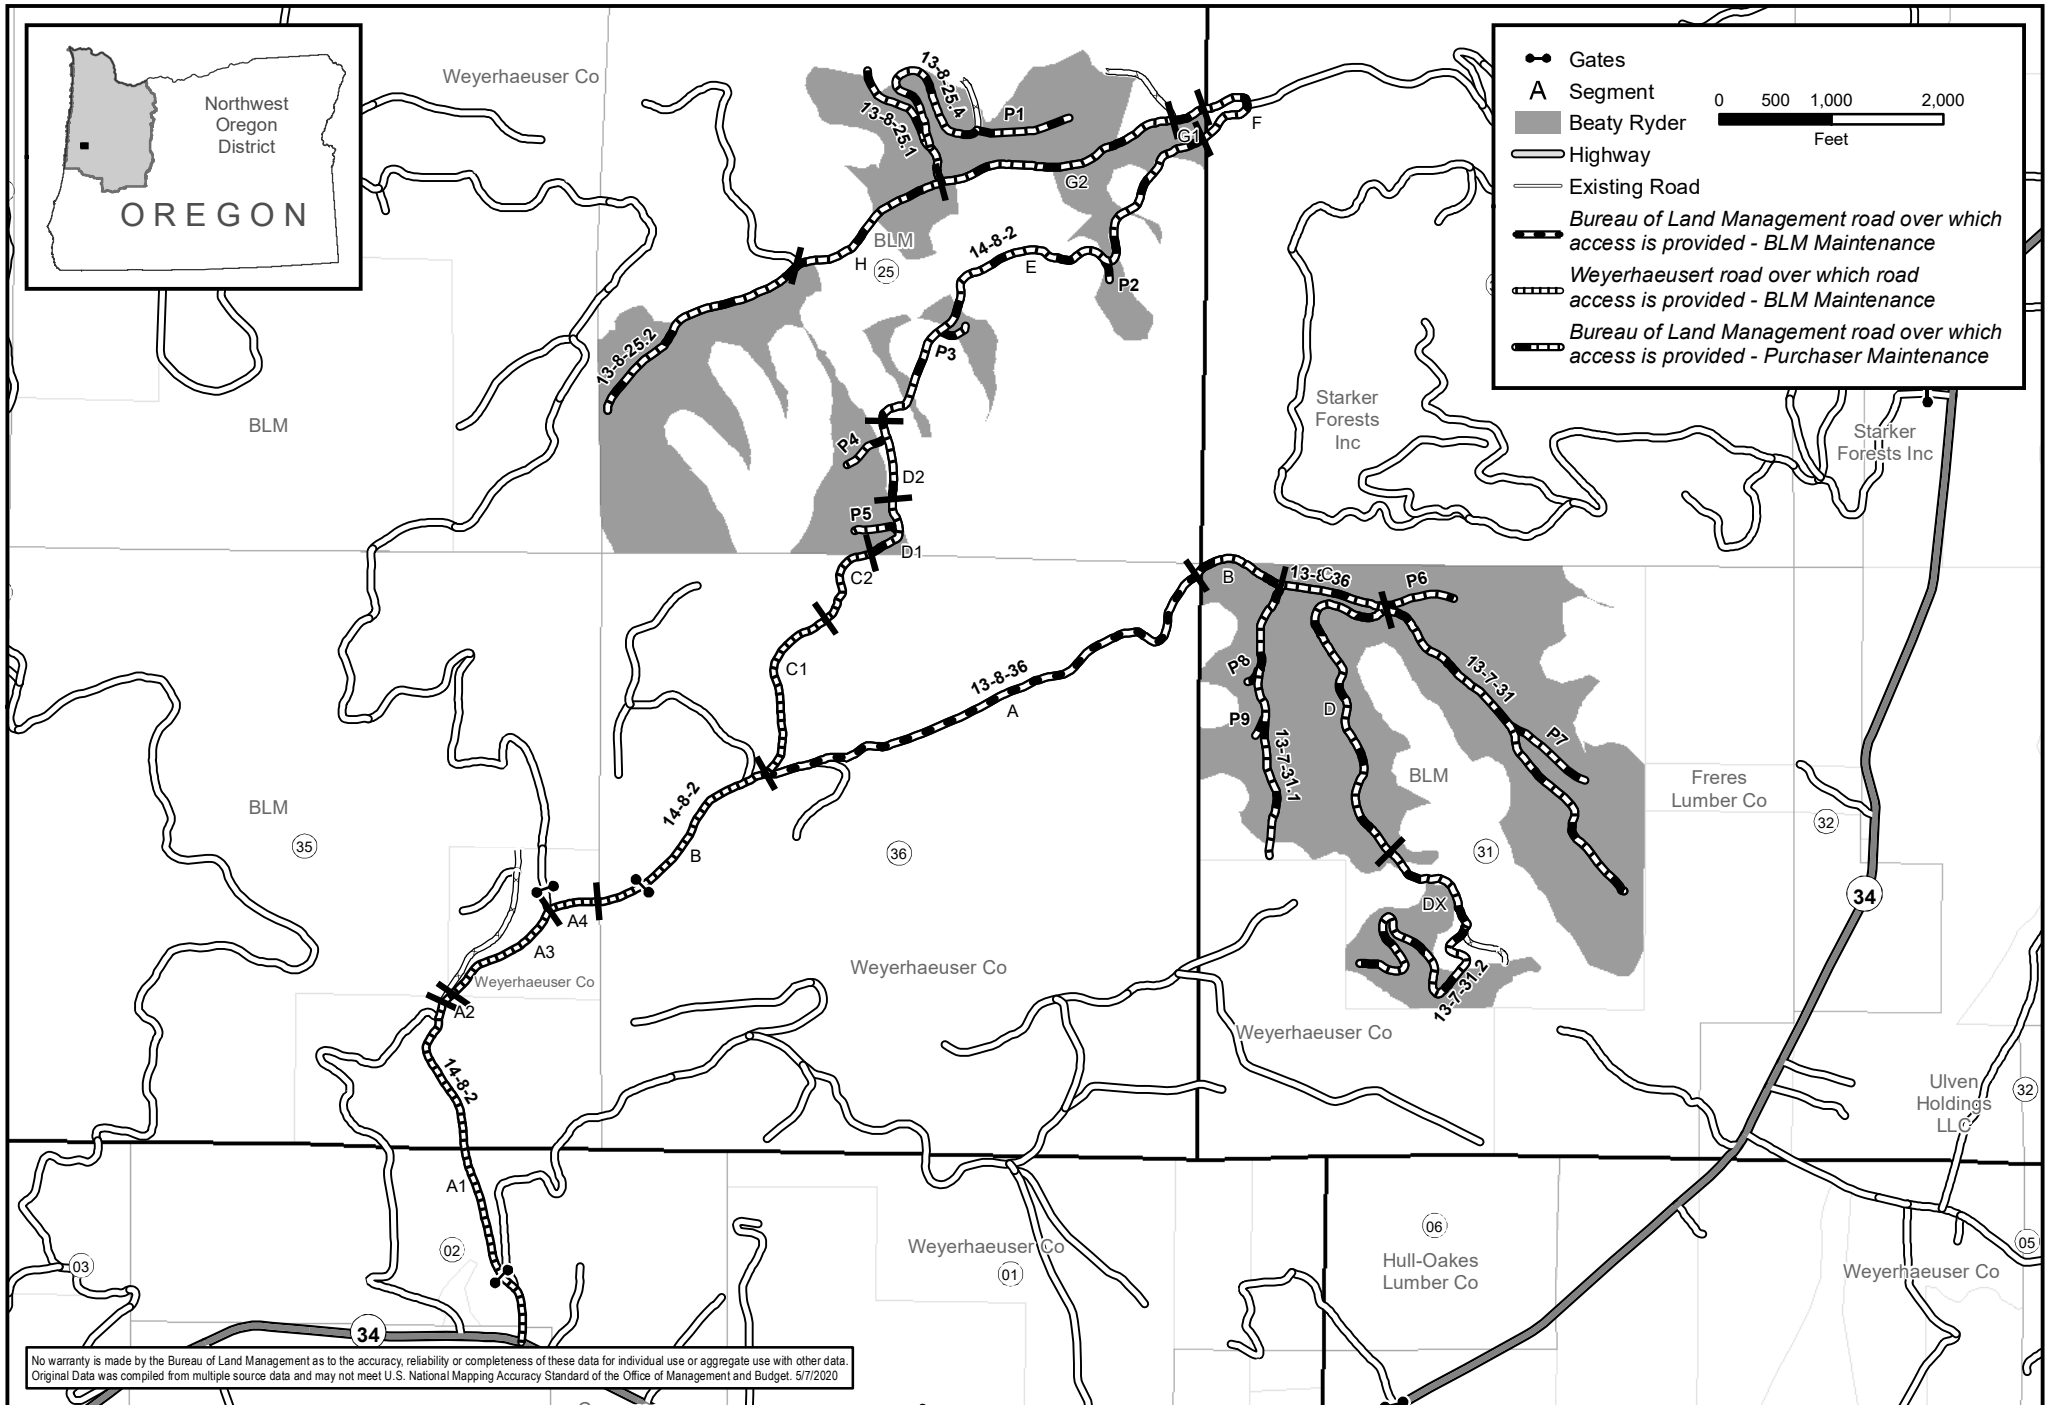 Northwest
Oregon
District
OREGON
Weyerhaeuser Co
Gates
A Segment
Beaty Ryder
Highway
Existing Road
Bureau of Land Management road over which
access is provided - BLM Maintenance
Weyerhaeusert road over which road
access is provided - BLM Maintenance
Bureau of Land Management road over which
access is provided - Purchaser Maintenance
0 500 1,000 2,000
Feet
13-8-25.4
13-8-25.1
P1
G1
F
G2
BLM
25
H
14-8-2
E
P2
P3
13-8-25.2
BLM
P4
D2
P5
D1
C2
Starker
Forests
Inc
Starker
Forests Inc
B
13-8-36
C
P6
C1
13-8-36
A
P8
P9
13-7-31.1
D
13-7-31
P7
BLM
31
Freres
Lumber Co
32
BLM
35
14-8-2
B
36
34
A4
A3
Weyerhaeuser Co
A2
Weyerhaeuser Co
DX
13-7-31.2
Weyerhaeuser Co
14-8-2
Ulven
Holdings
LLC
32
A1
02
03
Weyerhaeuser Co
01
06
Hull-Oakes
Lumber Co
05
Weyerhaeuser Co
34
No warranty is made by the Bureau of Land Management as to the accuracy, reliability or completeness of these data for individual use or aggregate use with other data.
Original Data was compiled from multiple source data and may not meet U.S. National Mapping Accuracy Standard of the Office of Management and Budget. 5/7/2020